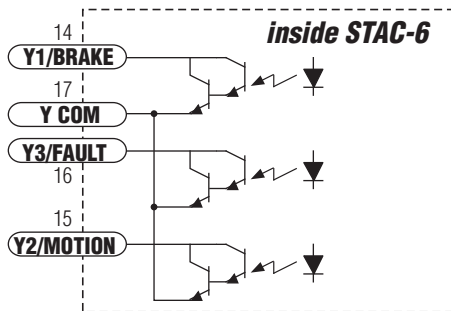 inside STAC-6
14
Y1/BRAKE
17
Y COM
Y3/FAULT
16
15
Y2/MOTION